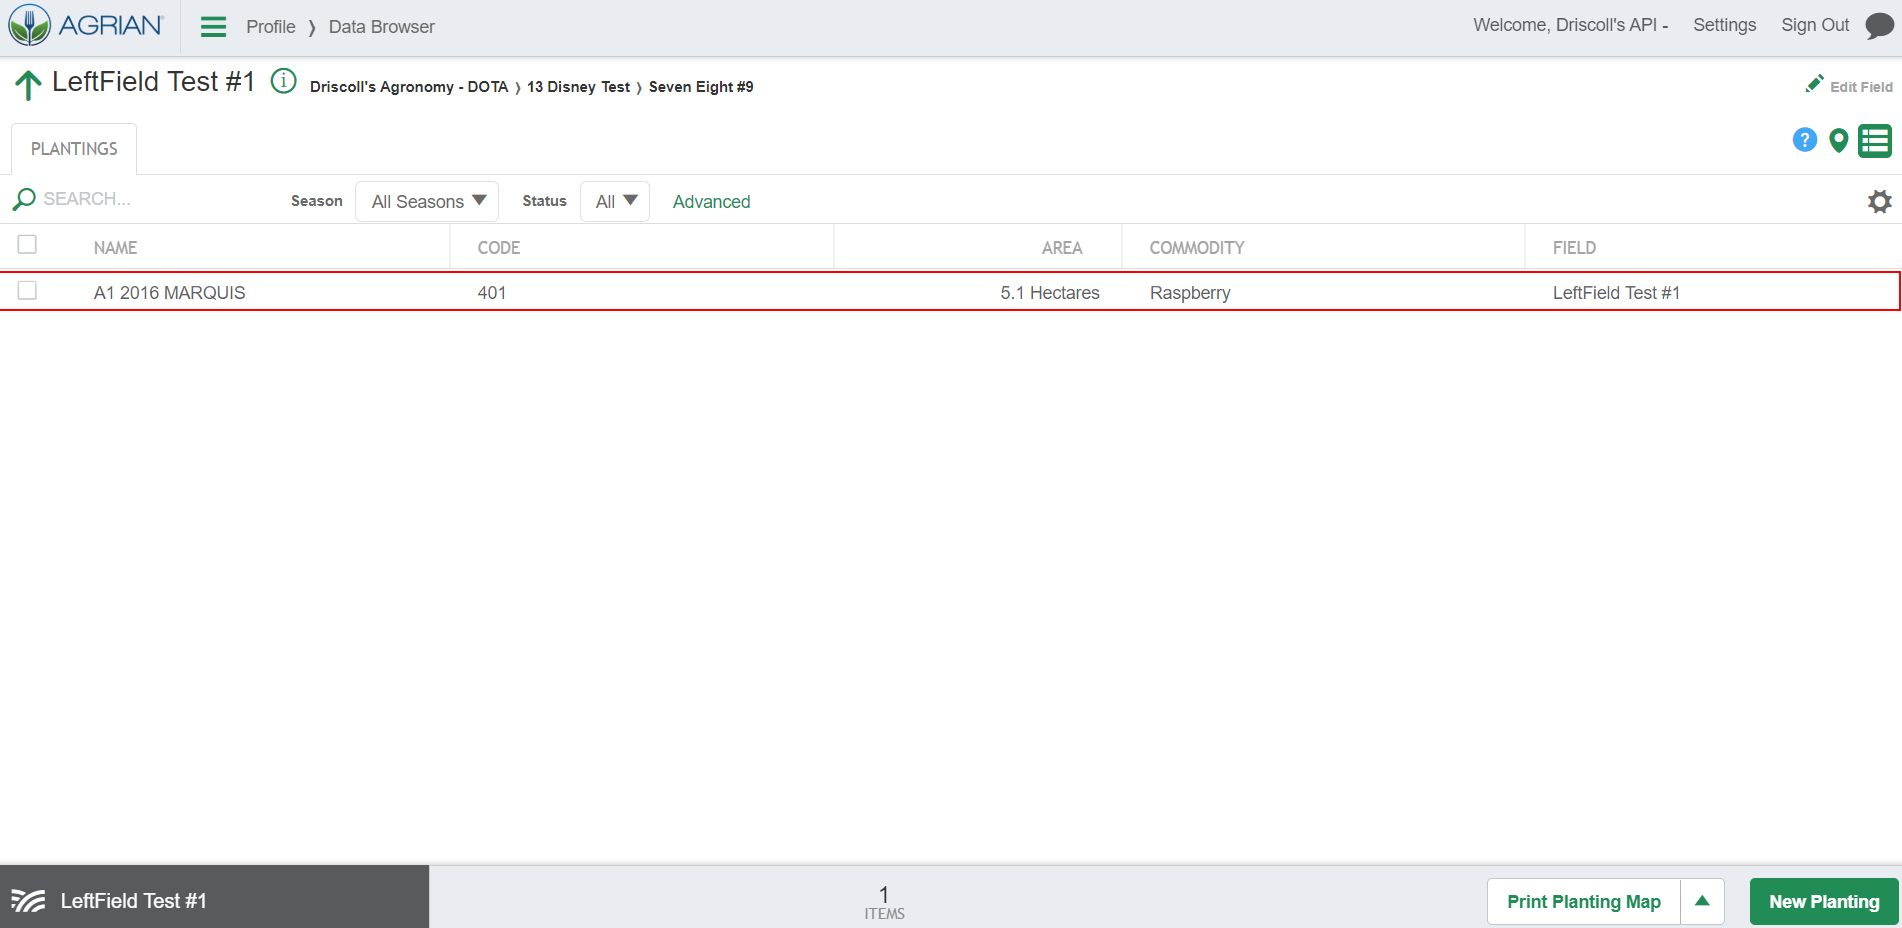 AGRIAN
Profile ❯ Data Browser
Welcome, Driscoll's API - Settings Sign Out
LeftField Test #1 i Driscoll's Agronomy - DOTA ❯ 13 Disney Test ❯ Seven Eight #9
Edit Field
PLANTINGS
?
SEARCH... Season All Seasons Status All Advanced
NAME CODE AREA COMMODITY FIELD
A1 2016 MARQUIS 401 5.1 Hectares Raspberry LeftField Test #1
LeftField Test #1
1
ITEMS
Print Planting Map
New Planting